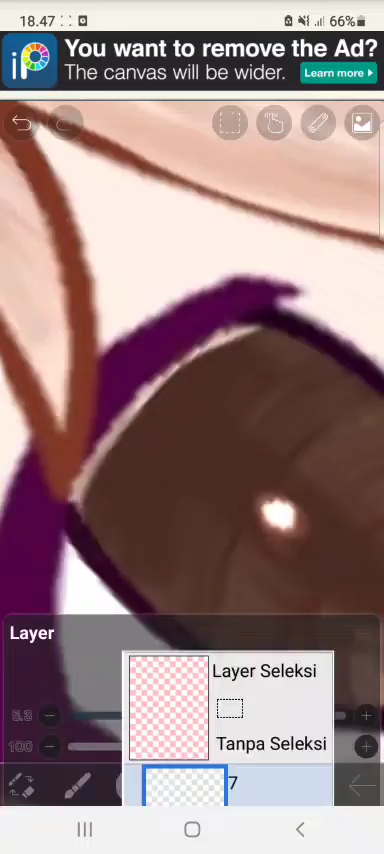 18.47
66%
You want to remove the Ad?
The canvas will be wider.
Learn more
Layer
Layer Seleksi
Tanpa Seleksi
7
100